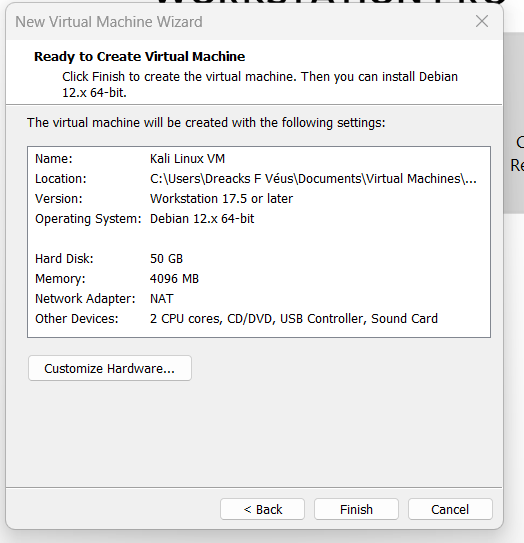 WORKSTATION PRO
New Virtual Machine Wizard
Ready to Create Virtual Machine
Click Finish to create the virtual machine. Then you can install Debian
12.x 64-bit.
The virtual machine will be created with the following settings:
Name: Kali Linux VM
Location: C:\Users\Dreacks F Véus\Documents\Virtual Machines\...
Version: Workstation 17.5 or later
Operating System: Debian 12.x 64-bit
Hard Disk: 50 GB
Memory: 4096 MB
Network Adapter: NAT
Other Devices: 2 CPU cores, CD/DVD, USB Controller, Sound Card
Customize Hardware...
< Back Finish Cancel